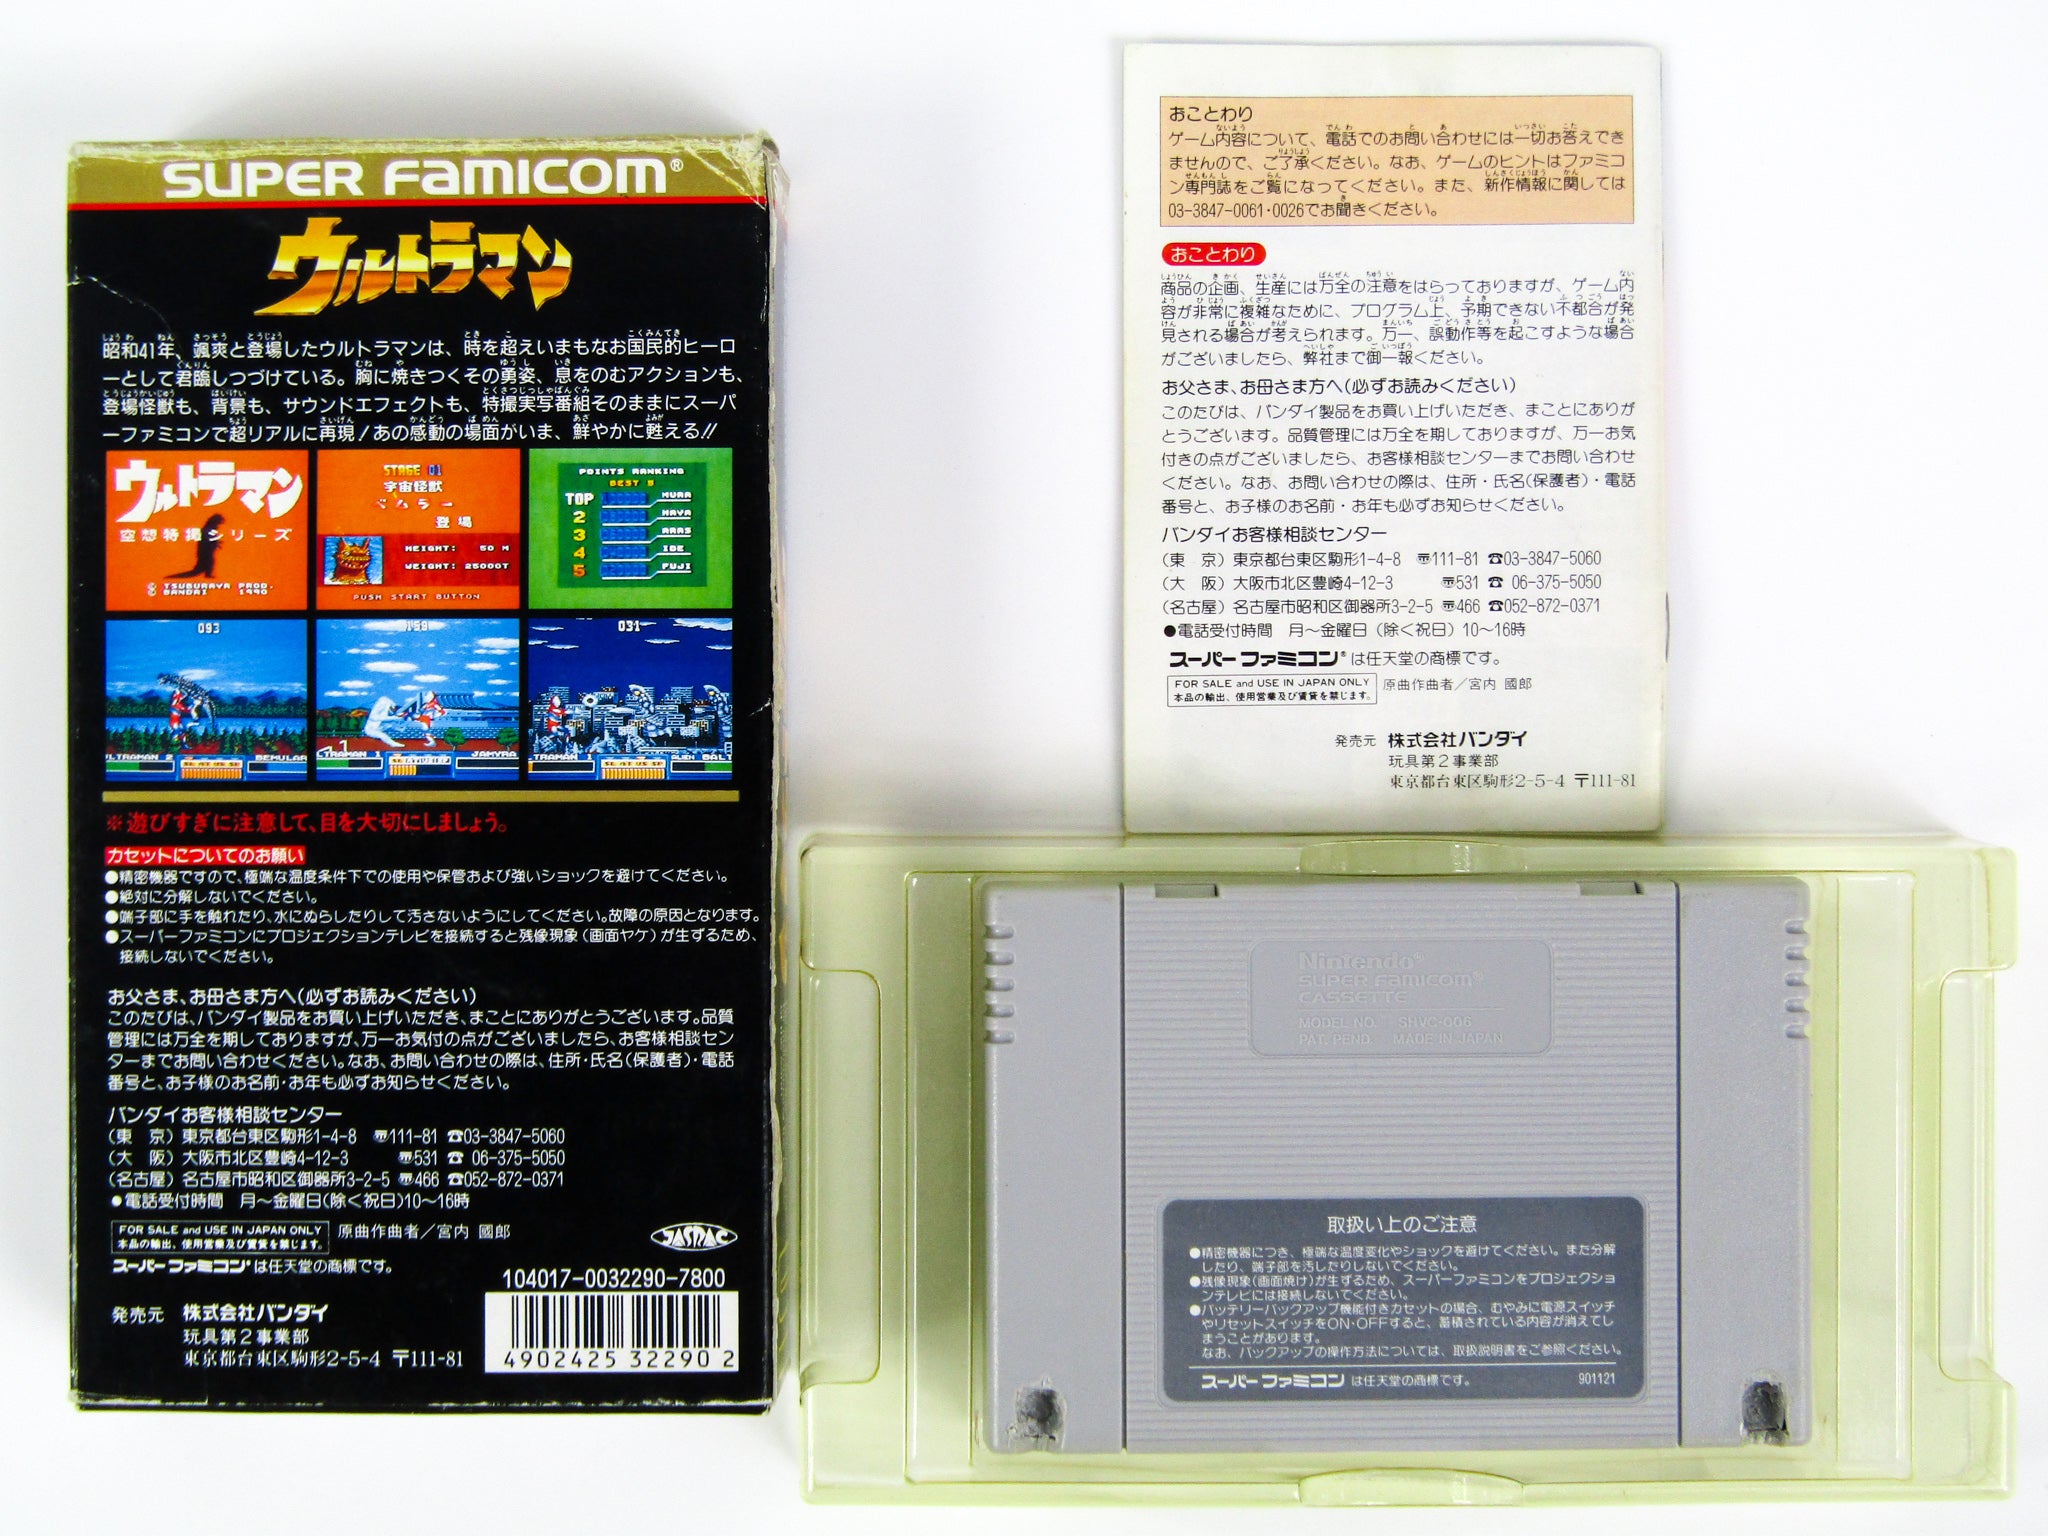 SUPER FAMICOM®
ウルトラマン
昭和41年、颯爽と登場したウルトラマンは、時を超えいまもなお国民的ヒーロ
ーとして君臨しつづけている。胸に焼きつくその勇姿、息をのむアクションも、
登場怪獣も、背景も、サウンドエフェクトも、特撮実写番組そのままにスーパ
ーファミコンで超リアルに再現!あの感動の場面がいま、鮮やかに甦える!!
ウルトラマン
空想特撮シリーズ
© TSUBURAYA PROD.
© BANDAI 1990
STAGE 01
宇宙怪獣
ベムラー
登場
HEIGHT: 50 M
WEIGHT: 25000T
PUSH START BUTTON
POINTS RANKING
BEST 5
TOP MURA
2 HAYA
3 ARAS
4 IDE
5 FUJI
093
ULTRAMAN 2 BEMULAR
159
LTRAMAN 1 JAMYRA
031
LTRAMAN 1 ALIEN BALT
※遊びすぎに注意して、目を大切にしましょう。
カセットについてのお願い
●精密機器ですので、極端な温度条件下での使用や保管および強いショックを避けてください。
●絶対に分解しないでください。
●端子部に手を触れたり、水にぬらしたりして汚さないようにしてください。故障の原因となります。
●スーパーファミコンにプロジェクションテレビを接続すると残像現象(画面ヤケ)が生ずるため、
接続しないでください。
お父さま、お母さま方へ(必ずお読みください)
このたびは、バンダイ製品をお買い上げいただき、まことにありがとうございます。品質
管理には万全を期しておりますが、万一お気付の点がございましたら、お客様相談セン
ターまでお問い合わせください。なお、お問い合わせの際は、住所・氏名(保護者)・電話
番号と、お子様のお名前・お年も必ずお知らせください。
バンダイお客様相談センター
(東 京)東京都台東区駒形1-4-8 〠111-81 ☎03-3847-5060
(大 阪)大阪市北区豊崎4-12-3 〠531 ☎ 06-375-5050
(名古屋)名古屋市昭和区御器所3-2-5 〠466 ☎052-872-0371
●電話受付時間 月〜金曜日(除く祝日)10〜16時
FOR SALE and USE IN JAPAN ONLY
本品の輸出、使用営業及び賃貸を禁じます。
原曲作曲者/宮内 國郎
JASRAC
スーパーファミコン®は任天堂の商標です。
104017-0032290-7800
発売元 株式会社バンダイ
玩具第2事業部
東京都台東区駒形2-5-4 〒111-81
4902425 32290 2
おことわり
ゲーム内容について、電話でのお問い合わせには一切お答えでき
ませんので、ご了承ください。なお、ゲームのヒントはファミコ
ン専門誌をご覧になってください。また、新作情報に関しては
03-3847-0061・0026でお聞きください。
おことわり
商品の企画、生産には万全の注意をはらっておりますが、ゲーム内
容が非常に複雑なために、プログラム上、予期できない不都合が発
見される場合が考えられます。万一、誤動作等を起こすような場合
がございましたら、弊社まで御一報ください。
お父さま、お母さま方へ(必ずお読みください)
このたびは、バンダイ製品をお買い上げいただき、まことにありが
とうございます。品質管理には万全を期しておりますが、万一お気
付きの点がございましたら、お客様相談センターまでお問い合わせ
ください。なお、お問い合わせの際は、住所・氏名(保護者)・電話
番号と、お子様のお名前・お年も必ずお知らせください。
バンダイお客様相談センター
(東 京)東京都台東区駒形1-4-8 〠111-81 ☎03-3847-5060
(大 阪)大阪市北区豊崎4-12-3 〠531 ☎ 06-375-5050
(名古屋)名古屋市昭和区御器所3-2-5 〠466 ☎052-872-0371
●電話受付時間 月〜金曜日(除く祝日)10〜16時
スーパーファミコン®は任天堂の商標です。
FOR SALE and USE IN JAPAN ONLY
本品の輸出、使用営業及び賃貸を禁じます。
原曲作曲者/宮内 國郎
発売元 株式会社バンダイ
玩具第2事業部
東京都台東区駒形2-5-4 〒111-81
Nintendo®
SUPER FAMICOM®
CASSETTE
MODEL NO. SHVC-006
PAT. PEND. MADE IN JAPAN
取扱い上のご注意
●精密機器につき、極端な温度変化やショックを避けてください。また分解
したり、端子部を汚したりしないでください。
●残像現象(画面焼け)が生ずるため、スーパーファミコンをプロジェクショ
ンテレビには接続しないでください。
●バッテリーバックアップ機能付きカセットの場合、むやみに電源スイッチ
やリセットスイッチをON・OFFすると、蓄積されている内容が消えてし
まうことがあります。
なお、バックアップの操作方法については、取扱説明書をご参照ください。
スーパーファミコンは任天堂の商標です。 901121